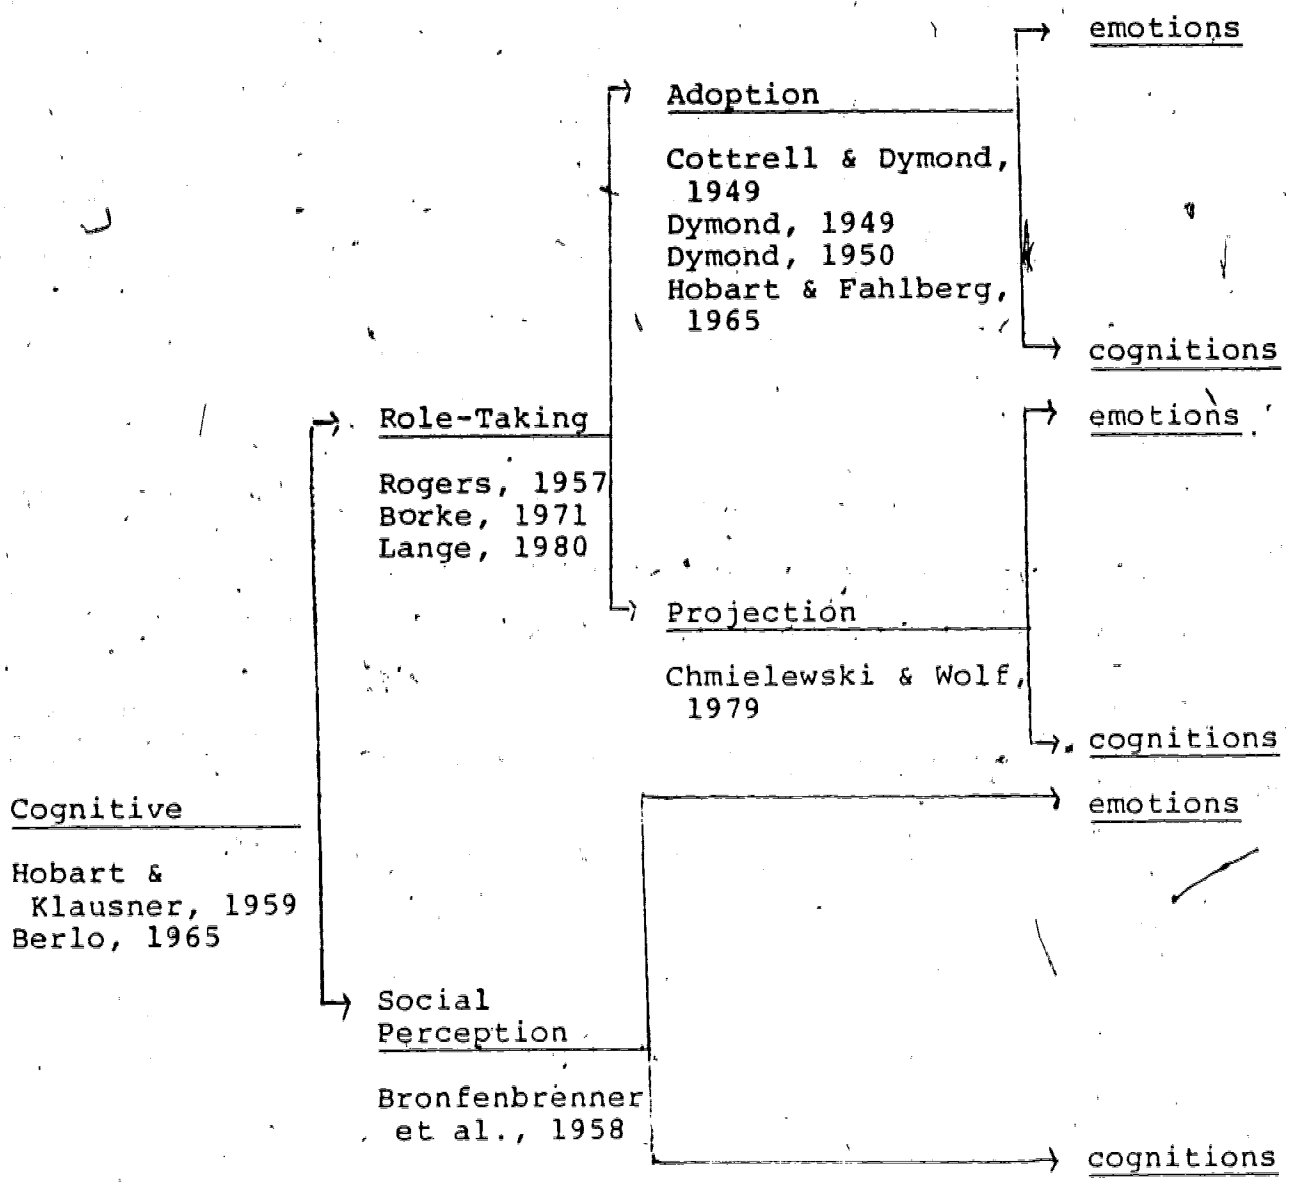 emotions
Adoption
Cottrell & Dymond,
1949
Dymond, 1949
Dymond, 1950
Hobart & Fahlberg,
1965
cognitions
Role-Taking
Rogers, 1957
Borke, 1971
Lange, 1980
emotions
Projection
Chmielewski & Wolf,
1979
cognitions
Cognitive
Hobart &
Klausner, 1959
Berlo, 1965
emotions
Social
Perception
Bronfenbrenner
et al., 1958
cognitions